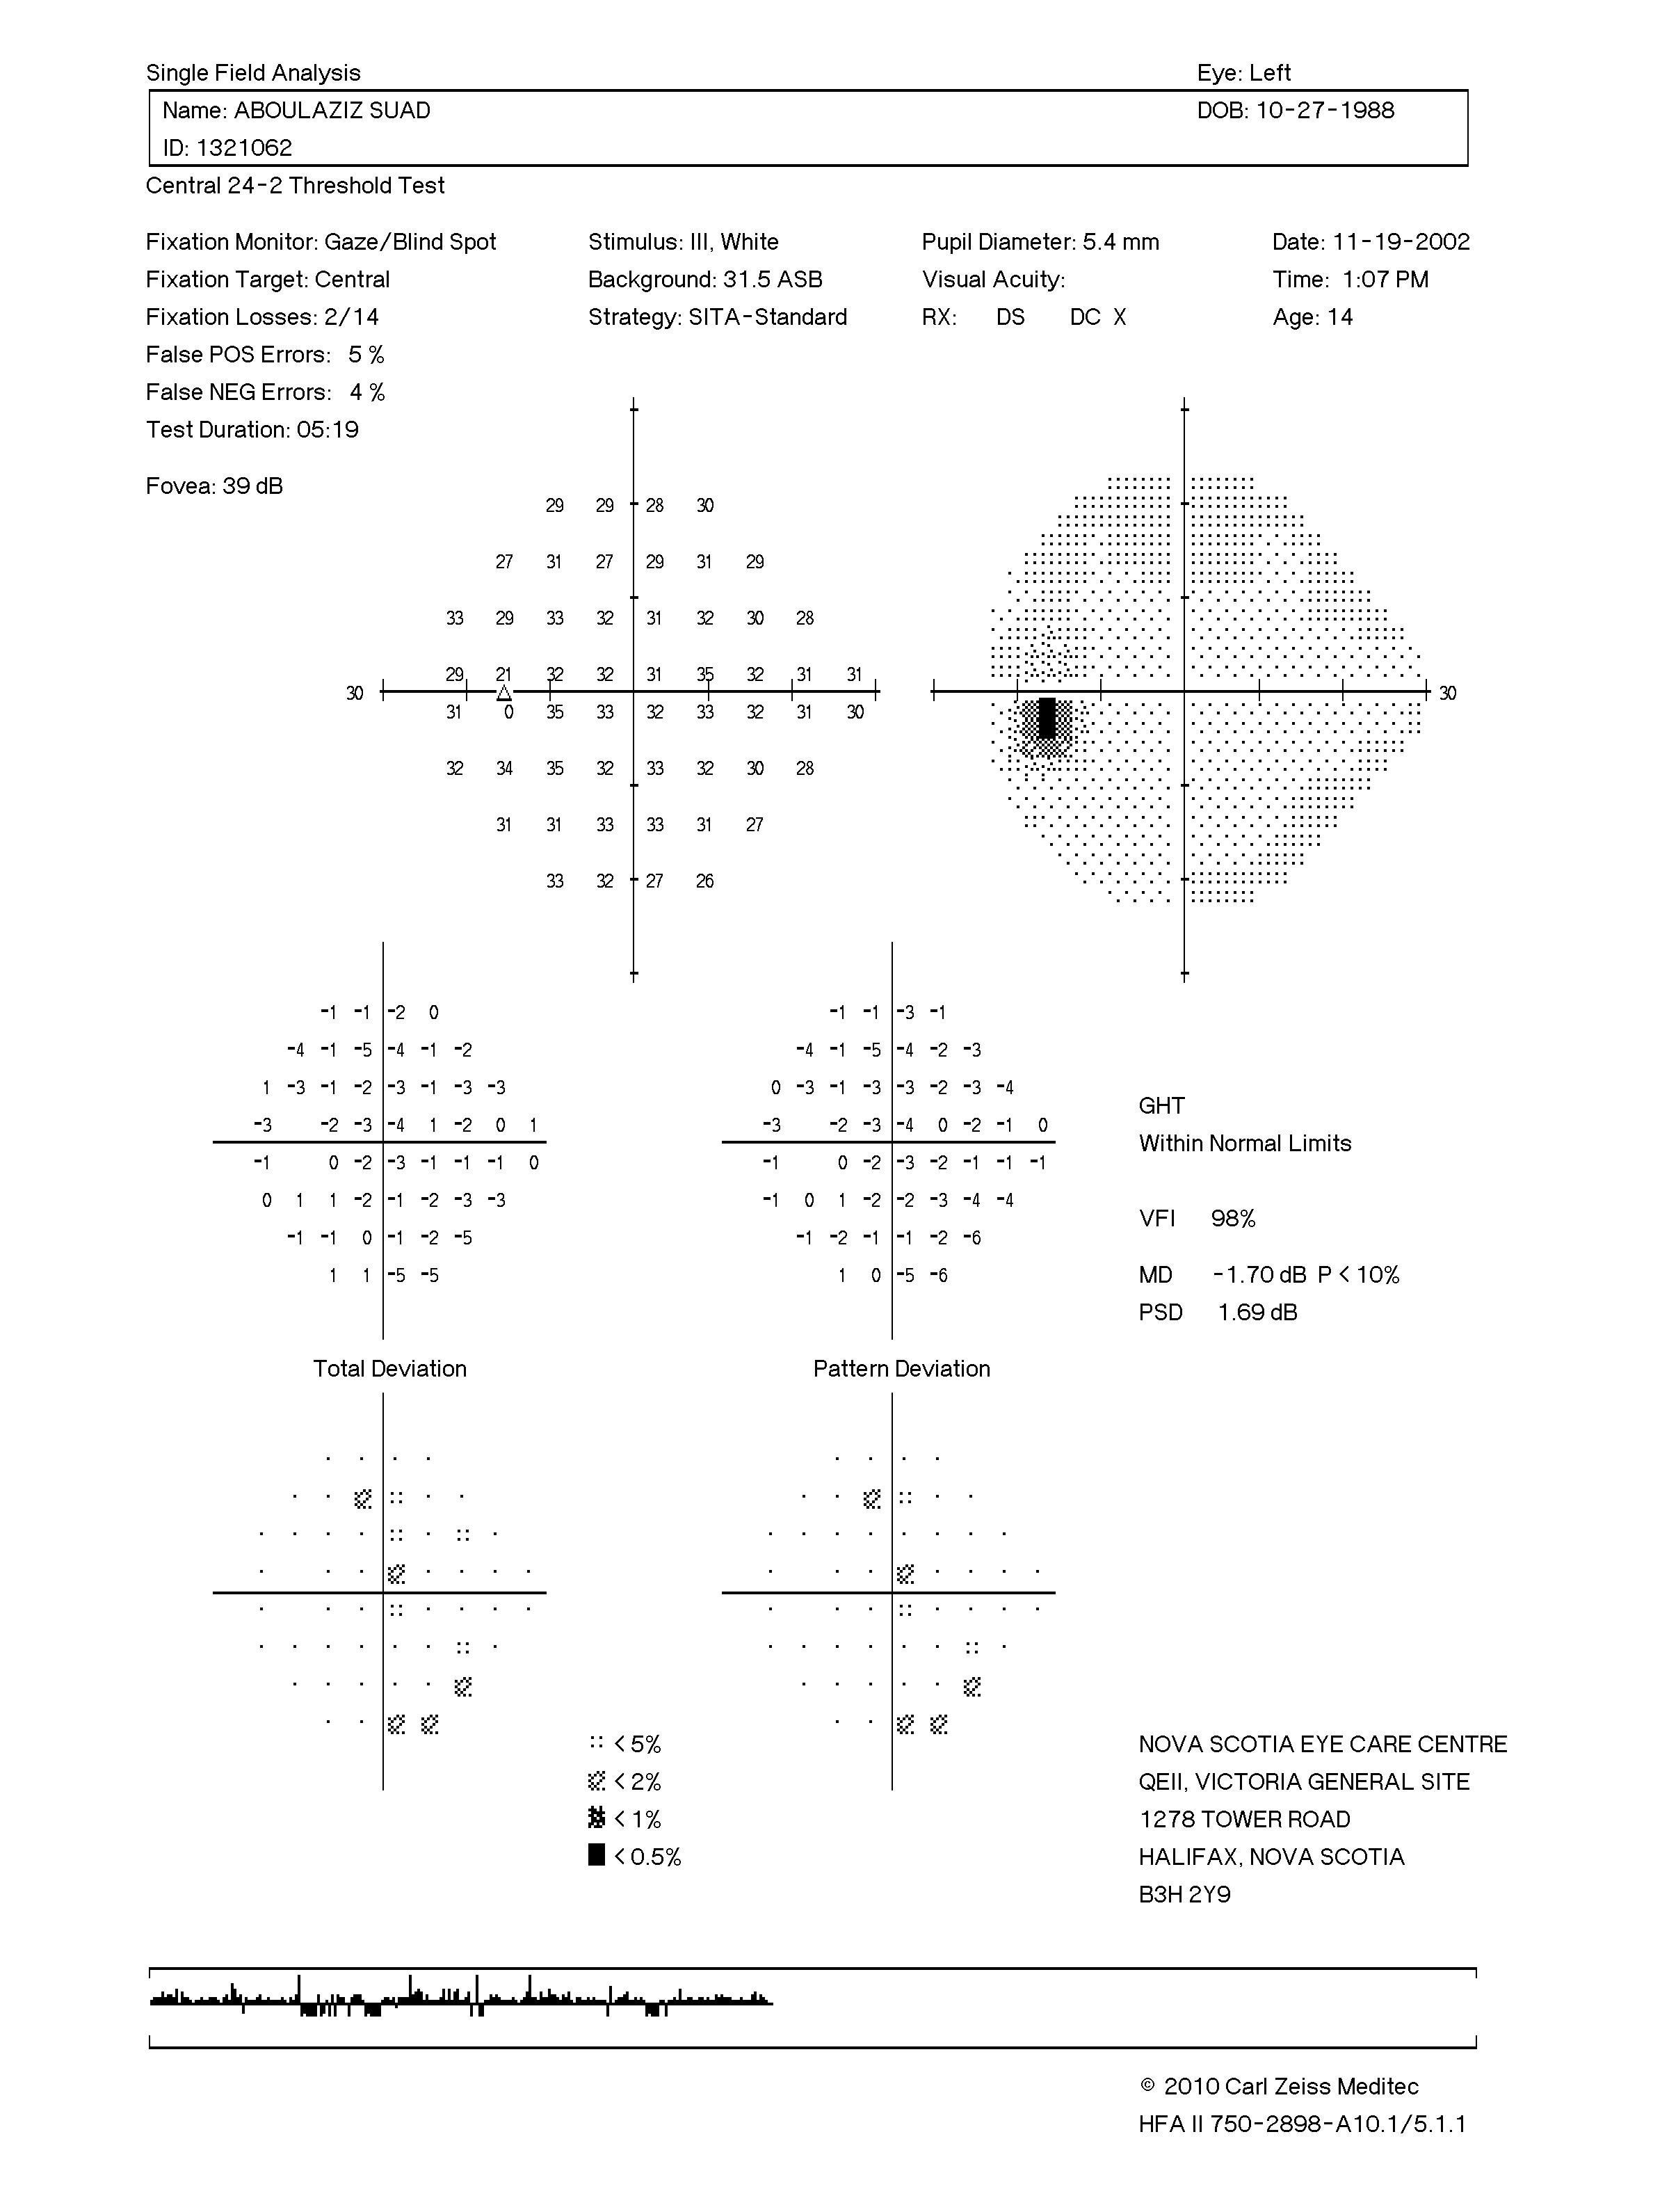 Single Field Analysis Eye: Left
Name: ABOULAZIZ SUAD DOB: 10-27-1988
ID: 1321062
Central 24-2 Threshold Test
Fixation Monitor: Gaze/Blind Spot Stimulus: III, White Pupil Diameter: 5.4 mm Date: 11-19-2002
Fixation Target: Central Background: 31.5 ASB Visual Acuity: Time: 1:07 PM
Fixation Losses: 2/14 Strategy: SITA-Standard RX: DS DC X Age: 14
False POS Errors: 5 %
False NEG Errors: 4 %
Test Duration: 05:19
Fovea: 39 dB
29 29 28 30
27 31 27 29 31 29
33 29 33 32 31 32 30 28
29 21 32 32 31 35 32 31 31
30 30
31 0 35 33 32 33 32 31 30
32 34 35 32 33 32 30 28
31 31 33 33 31 27
33 32 27 26
-1 -1 -2 0 -1 -1 -3 -1
-4 -1 -5 -4 -1 -2 -4 -1 -5 -4 -2 -3
1 -3 -1 -2 -3 -1 -3 -3 0 -3 -1 -3 -3 -2 -3 -4
-3 -2 -3 -4 1 -2 0 1 -3 -2 -3 -4 0 -2 -1 0
-1 0 -2 -3 -1 -1 -1 0 -1 0 -2 -3 -2 -1 -1 -1
0 1 1 -2 -1 -2 -3 -3 -1 0 1 -2 -2 -3 -4 -4
-1 -1 0 -1 -2 -5 -1 -2 -1 -1 -2 -6
1 1 -5 -5 1 0 -5 -6
GHT
Within Normal Limits
VFI 98%
MD -1.70 dB P < 10%
PSD 1.69 dB
Total Deviation Pattern Deviation
< 5%
< 2%
< 1%
< 0.5%
NOVA SCOTIA EYE CARE CENTRE
QEII, VICTORIA GENERAL SITE
1278 TOWER ROAD
HALIFAX, NOVA SCOTIA
B3H 2Y9
© 2010 Carl Zeiss Meditec
HFA II 750-2898-A10.1/5.1.1